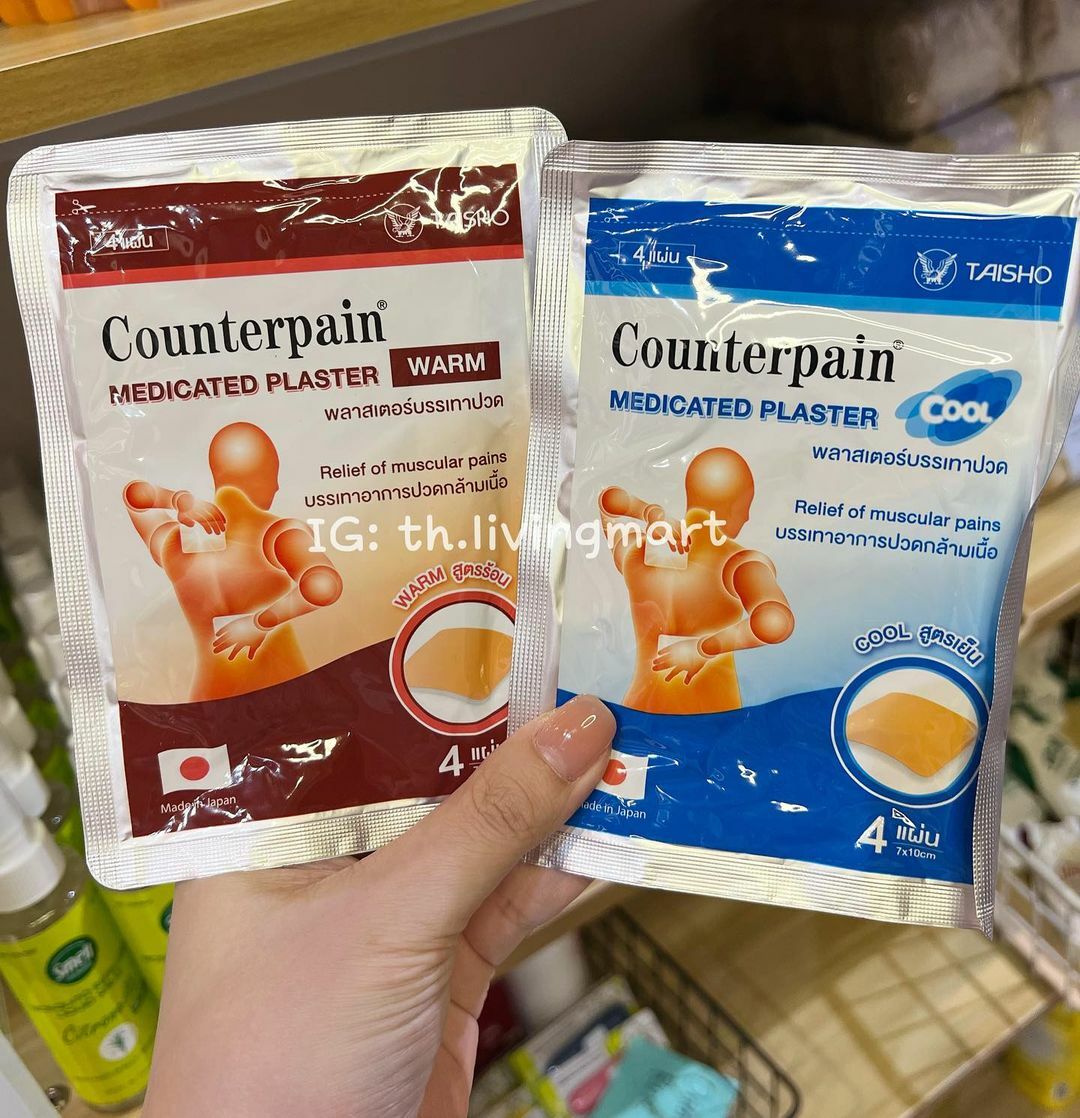 4 แผ่น
TAISHO
Counterpain®
MEDICATED PLASTER WARM
พลาสเตอร์บรรเทาปวด
Relief of muscular pains
บรรเทาอาการปวดกล้ามเนื้อ
WARM สูตรร้อน
Made in Japan
4 แผ่น
4 แผ่น
TAISHO
Counterpain®
MEDICATED PLASTER COOL
พลาสเตอร์บรรเทาปวด
Relief of muscular pains
บรรเทาอาการปวดกล้ามเนื้อ
COOL สูตรเย็น
Made in Japan
4 แผ่น
7x10cm
IG: th.livingmart